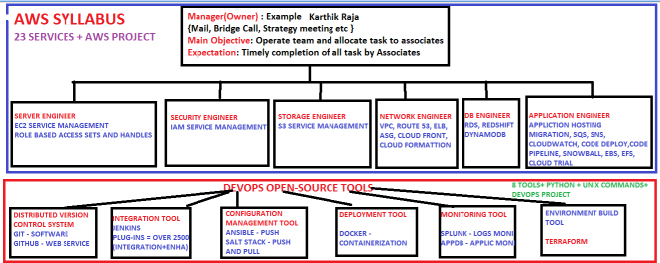 AWS SYLLABUS
23 SERVICES + AWS PROJECT
Manager(Owner) : Example Karthik Raja
{Mail, Bridge Call, Strategy meeting etc }
Main Objective: Operate team and allocate task to associates
Expectation: Timely completion of all task by Associates
SERVER ENGINEER
EC2 SERVICE MANAGEMENT
ROLE BASED ACCESS SETS AND HANDLES
SECURITY ENGINEER
IAM SERVICE MANAGEMENT
STORAGE ENGINEER
S3 SERVICE MANAGEMENT
NETWORK ENGINEER
VPC, ROUTE 53, ELB,
ASG, CLOUD FRONT,
CLOUD FORMATTION
DB ENGINEER
RDS, REDSHIFT
DYNAMODB
APPLICATION ENGINEER
APPLICTION HOSTING
MIGRATION, SQS, SNS,
CLOUDWATCH, CODE DEPLOY,CODE
PIPELINE, SNOWBALL, EBS, EFS,
CLOUD TRIAL
DEVOPS OPEN-SOURCE TOOLS
8 TOOLS+ PYTHON + UNX COMMANDS+
DEVOPS PROJECT
DISTRIBUTED VERSION
CONTROL SYSTEM
GIT - SOFTWARE
GITHUB - WEB SERVICE
INTEGRATION TOOL
JENKINS
PLUG-INS = OVER 2500
(INTEGRATION+ENHA)
CONFIGURATION
MANAGEMENT TOOL
ANSIBLE - PUSH
SALT STACK - PUSH
AND PULL
DEPLOYMENT TOOL
DOCKER -
CONTAINERIZATION
MONITORING TOOL
SPLUNK - LOGS MONI
APPDB - APPLIC MON
ENVIRONMENT BUILD
TOOL
TERRAFORM